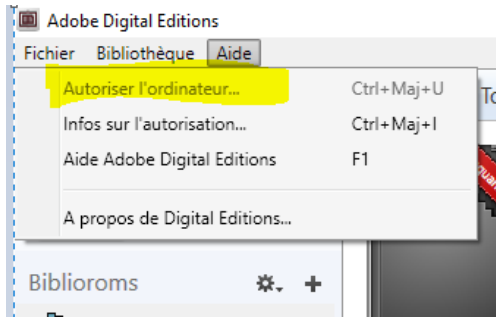 Adobe Digital Editions
Fichier Bibliothèque Aide
Autoriser l'ordinateur... Ctrl+Maj+U
Infos sur l'autorisation... Ctrl+Maj+I
Aide Adobe Digital Editions F1
A propos de Digital Editions...
Biblioroms